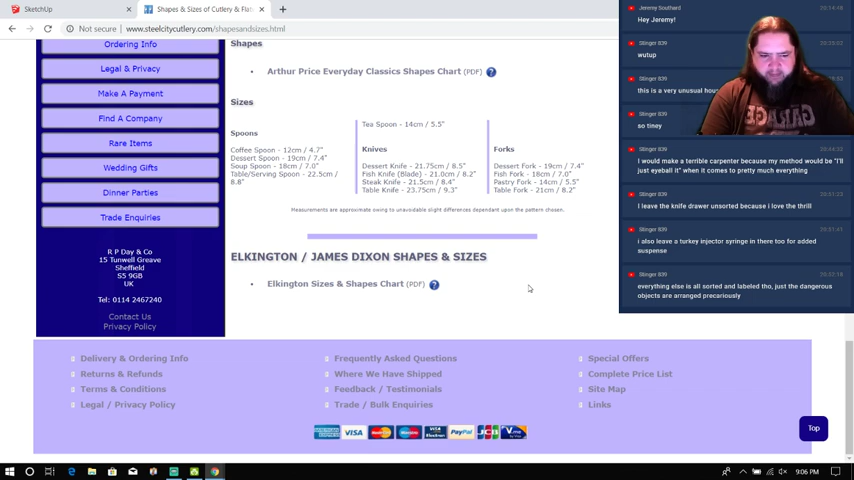 SketchUp
Shapes & Sizes of Cutlery & Flat
Not secure www.steelcitycutlery.com/shapesandsizes.html
Ordering Info
Legal & Privacy
Make A Payment
Find A Company
Rare Items
Wedding Gifts
Dinner Parties
Trade Enquiries
R P Day & Co
15 Tunwell Greave
Sheffield
S5 9GB
UK
Tel: 0114 2467240
Contact Us
Privacy Policy
Shapes
Arthur Price Everyday Classics Shapes Chart (PDF)
Sizes
Spoons
Coffee Spoon - 12cm / 4.7"
Dessert Spoon - 19cm / 7.4"
Soup Spoon - 18cm / 7.0"
Table/Serving Spoon - 22.5cm /
8.8"
Tea Spoon - 14cm / 5.5"
Knives
Dessert Knife - 21.75cm / 8.5"
Fish Knife (Blade) - 21.0cm / 8.2"
Steak Knife - 21.5cm / 8.4"
Table Knife - 23.75cm / 9.3"
Forks
Dessert Fork - 19cm / 7.4"
Fish Fork - 18cm / 7.0"
Pastry Fork - 14cm / 5.5"
Table Fork - 21cm / 8.2"
Measurements are approximate owing to unavoidable slight differences dependant upon the pattern chosen.
ELKINGTON / JAMES DIXON SHAPES & SIZES
Elkington Sizes & Shapes Chart (PDF)
Delivery & Ordering Info
Returns & Refunds
Terms & Conditions
Legal / Privacy Policy
Frequently Asked Questions
Where We Have Shipped
Feedback / Testimonials
Trade / Bulk Enquiries
Special Offers
Complete Price List
Site Map
Links
VISA
PayPal
JCB
V.me
Top
Jeremy Southard
Hey Jeremy!
Slinger 839
wutup
Slinger 839
this is a very unusual hous
Slinger 839
so tiney
Slinger 839
I would make a terrible carpenter because my method would be "I'll
just eyeball it" when it comes to pretty much everything
Slinger 839 20:51:23
I leave the knife drawer unsorted because i love the thrill
Slinger 839 20:51:41
i also leave a turkey injector syringe in there too for added
suspense
Slinger 839
everything else is all sorted and labeled tho, just the dangerous
objects are arranged precariously
GARAGE
9:06 PM